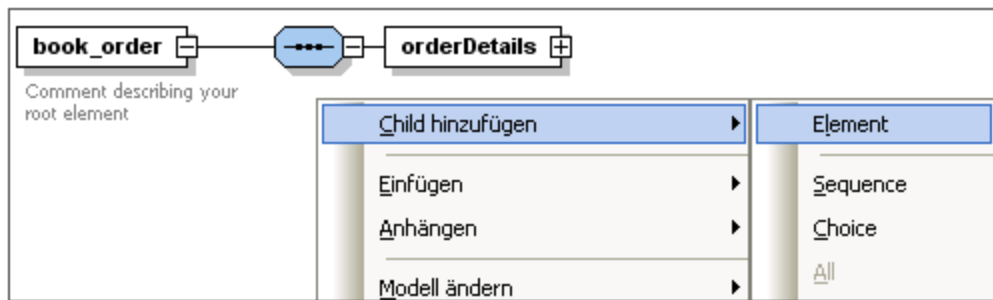 book_order
orderDetails
Comment describing your
root element
Child hinzufügen
Element
Einfügen
Sequence
Anhängen
Choice
All
Modell ändern